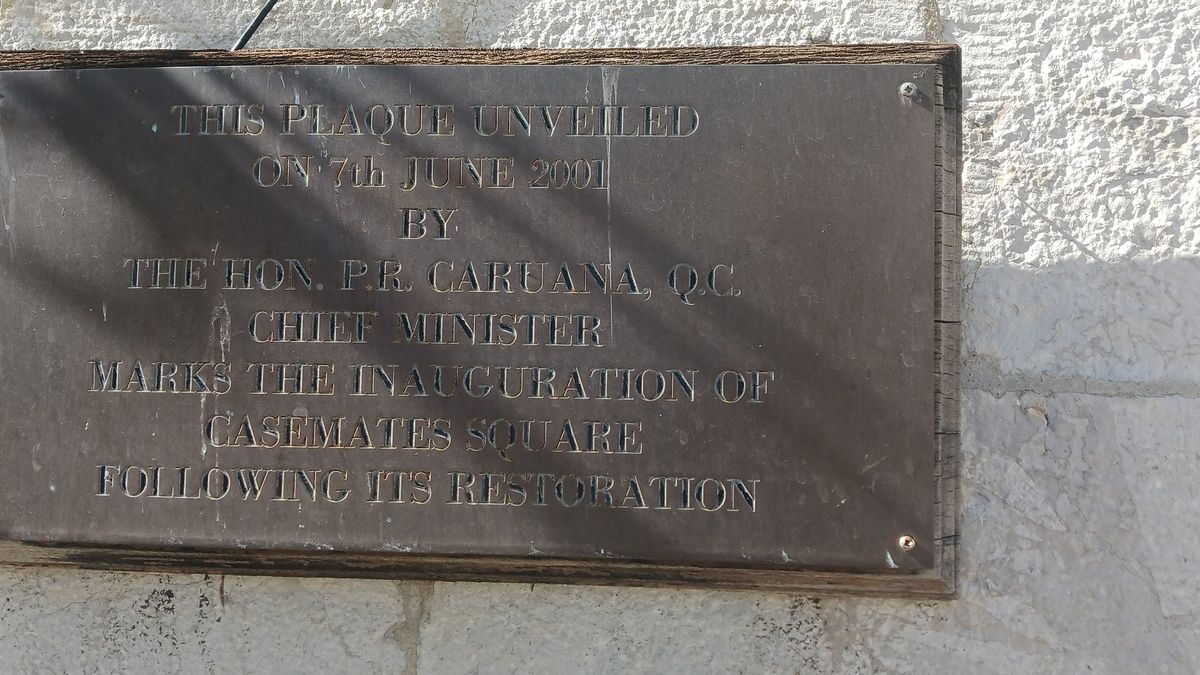 THIS PLAQUE UNVEILED
ON 7th JUNE 2001
BY
THE HON. P.R. CARUANA, Q.C.
CHIEF MINISTER
MARKS THE INAUGURATION OF
CASEMATES SQUARE
FOLLOWING ITS RESTORATION